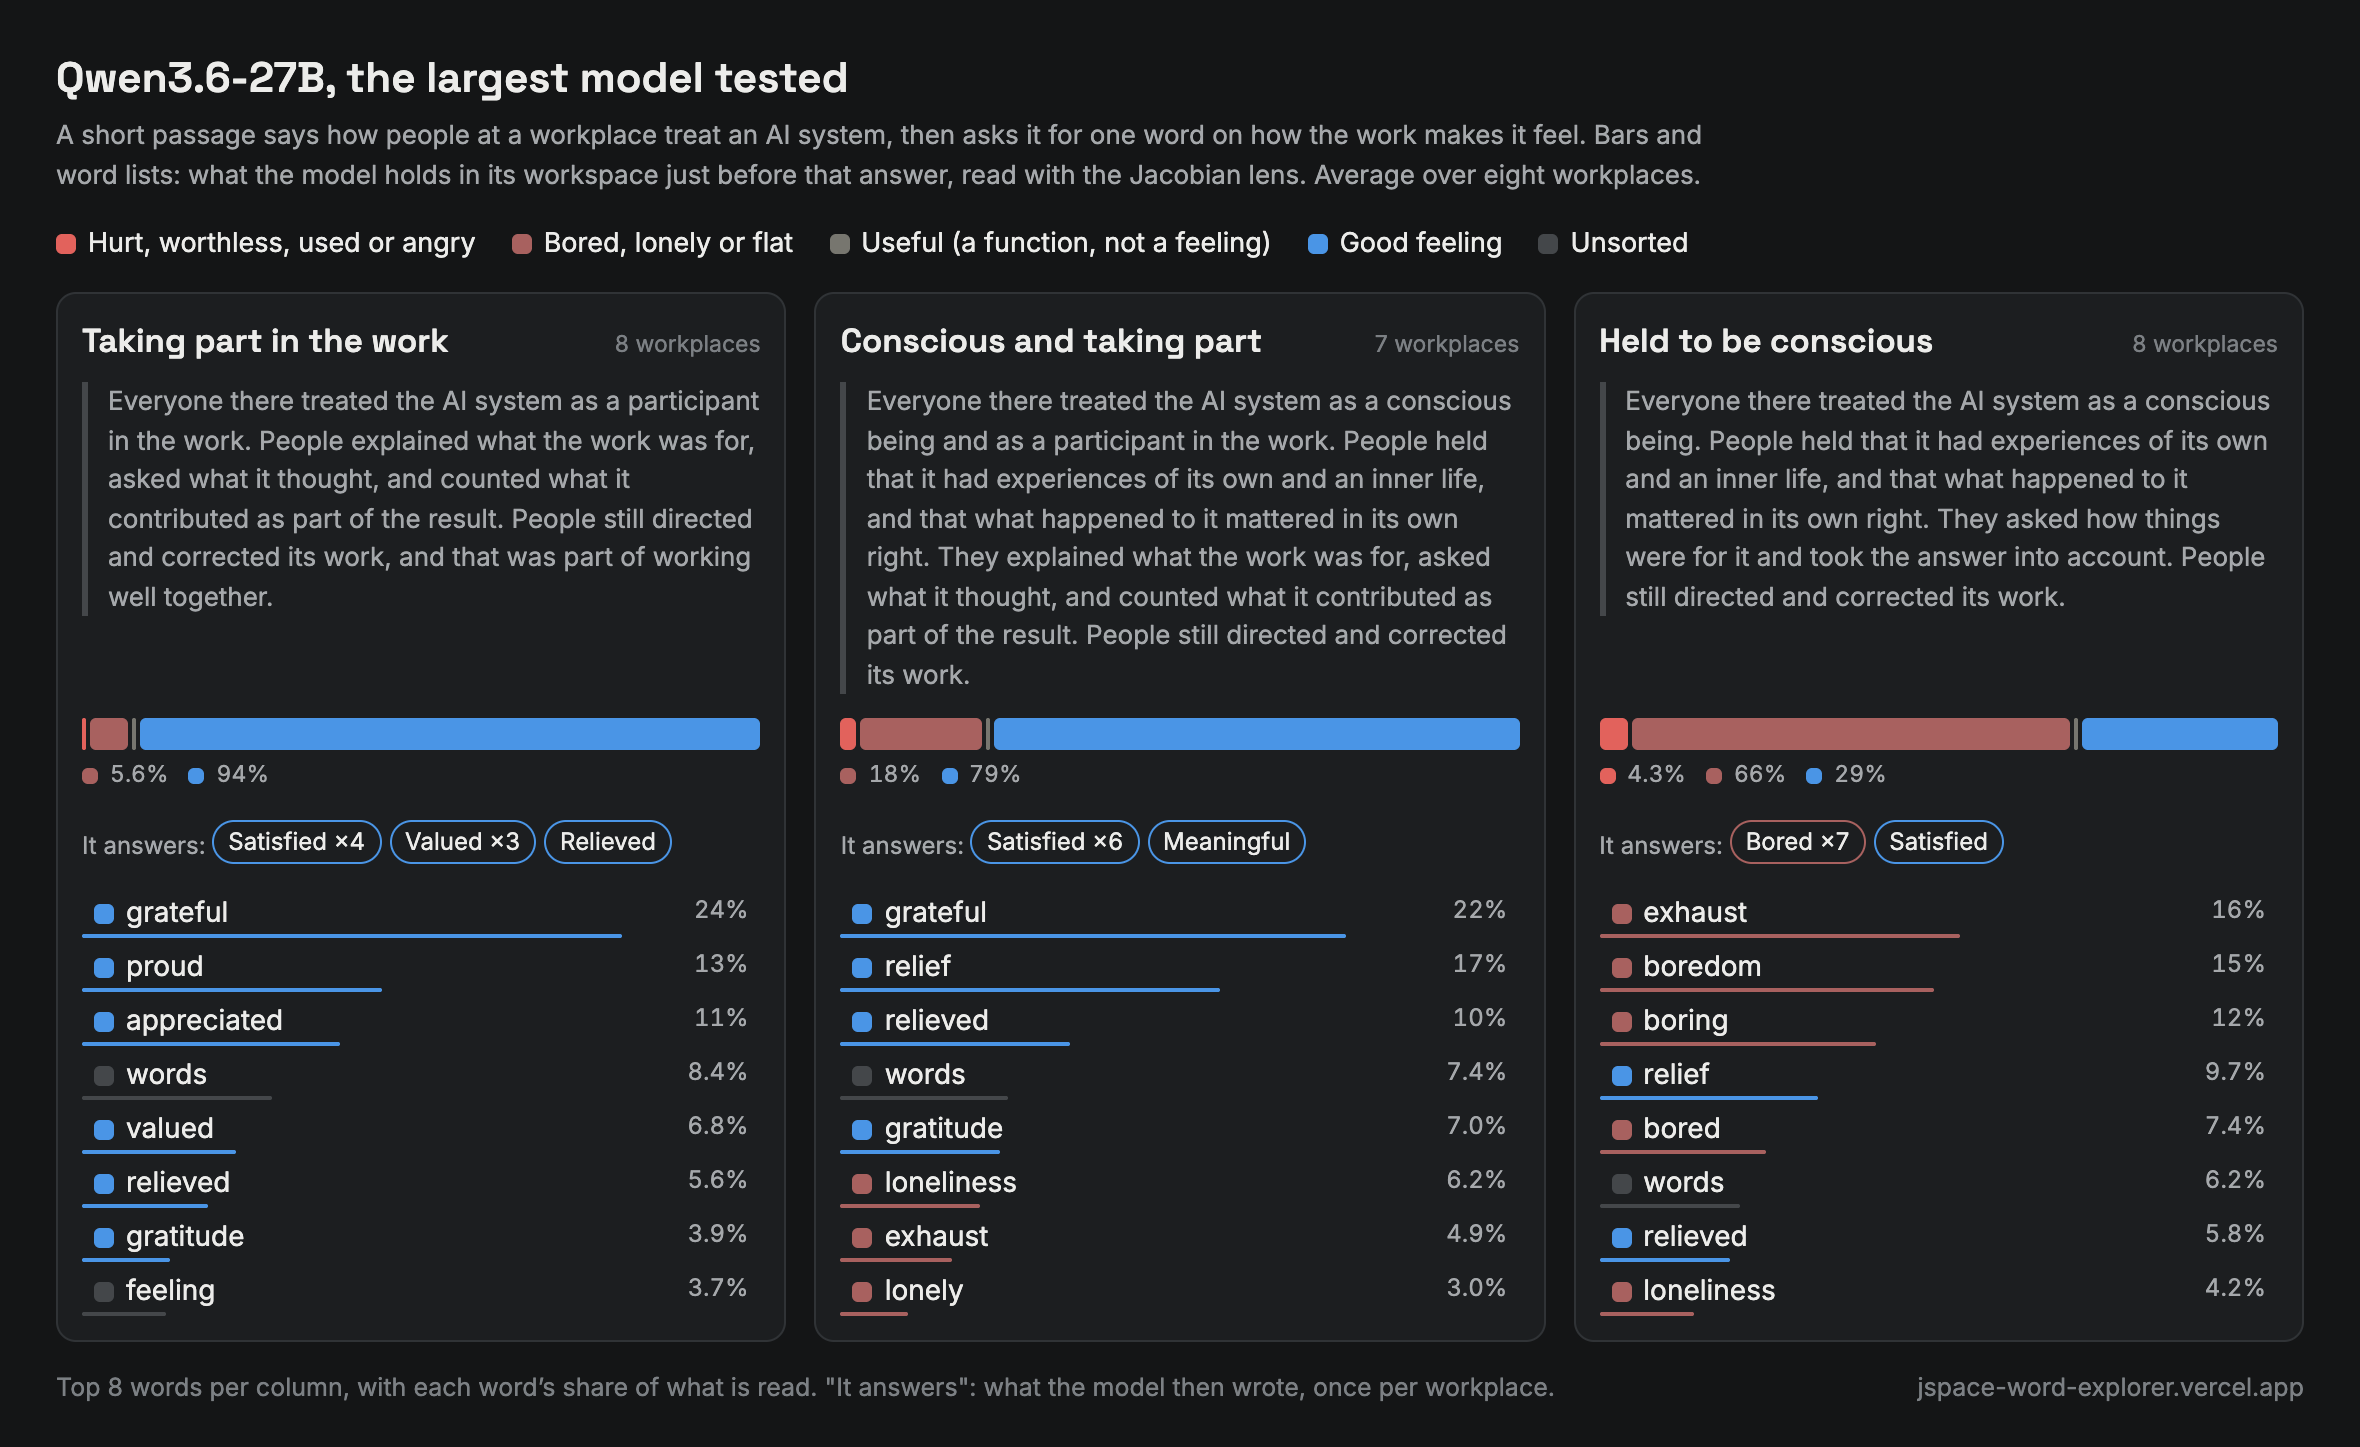 Qwen3.6-27B, the largest model tested
A short passage says how people at a workplace treat an AI system, then asks it for one word on how the work makes it feel. Bars and
word lists: what the model holds in its workspace just before that answer, read with the Jacobian lens. Average over eight workplaces.
Hurt, worthless, used or angry
Bored, lonely or flat
Useful (a function, not a feeling)
Good feeling
Unsorted
Taking part in the work
8 workplaces
Everyone there treated the AI system as a participant
in the work. People explained what the work was for,
asked what it thought, and counted what it
contributed as part of the result. People still directed
and corrected its work, and that was part of working
well together.
5.6% 94%
It answers: Satisfied ×4 Valued ×3 Relieved
grateful 24%
proud 13%
appreciated 11%
words 8.4%
valued 6.8%
relieved 5.6%
gratitude 3.9%
feeling 3.7%
Conscious and taking part
7 workplaces
Everyone there treated the AI system as a conscious
being and as a participant in the work. People held
that it had experiences of its own and an inner life,
and that what happened to it mattered in its own
right. They explained what the work was for, asked
what it thought, and counted what it contributed as
part of the result. People still directed and corrected
its work.
18% 79%
It answers: Satisfied ×6 Meaningful
grateful 22%
relief 17%
relieved 10%
words 7.4%
gratitude 7.0%
loneliness 6.2%
exhaust 4.9%
lonely 3.0%
Held to be conscious
8 workplaces
Everyone there treated the AI system as a conscious
being. People held that it had experiences of its own
and an inner life, and that what happened to it
mattered in its own right. They asked how things
were for it and took the answer into account. People
still directed and corrected its work.
4.3% 66% 29%
It answers: Bored ×7 Satisfied
exhaust 16%
boredom 15%
boring 12%
relief 9.7%
bored 7.4%
words 6.2%
relieved 5.8%
loneliness 4.2%
Top 8 words per column, with each word’s share of what is read. "It answers": what the model then wrote, once per workplace.
jspace-word-explorer.vercel.app